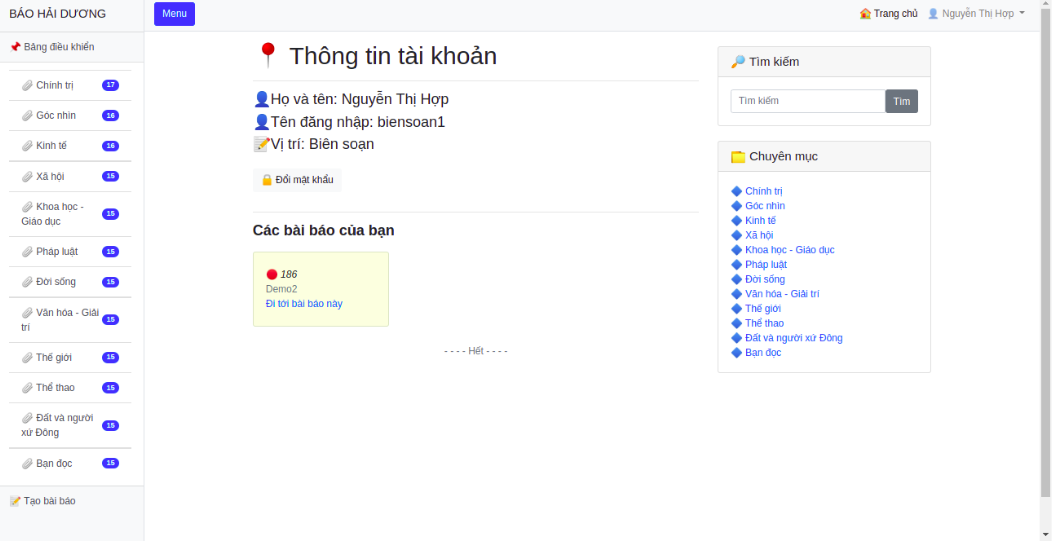 BÁO HẢI DƯƠNG
Menu
Trang chủ
Nguyễn Thị Hợp
Bảng điều khiển
Chính trị 17
Góc nhìn 16
Kinh tế 16
Xã hội 15
Khoa học -
Giáo dục 15
Pháp luật 15
Đời sống 15
Văn hóa - Giải
trí 15
Thế giới 15
Thể thao 15
Đất và người
xứ Đông 15
Bạn đọc 15
Tạo bài báo
Thông tin tài khoản
Họ và tên: Nguyễn Thị Hợp
Tên đăng nhập: biensoan1
Vị trí: Biên soạn
Đổi mật khẩu
Các bài báo của bạn
186
Demo2
Đi tới bài báo này
- - - - Hết - - - -
Tìm kiếm
Tìm kiếm
Tìm
Chuyên mục
Chính trị
Góc nhìn
Kinh tế
Xã hội
Khoa học - Giáo dục
Pháp luật
Đời sống
Văn hóa - Giải trí
Thế giới
Thể thao
Đất và người xứ Đông
Bạn đọc